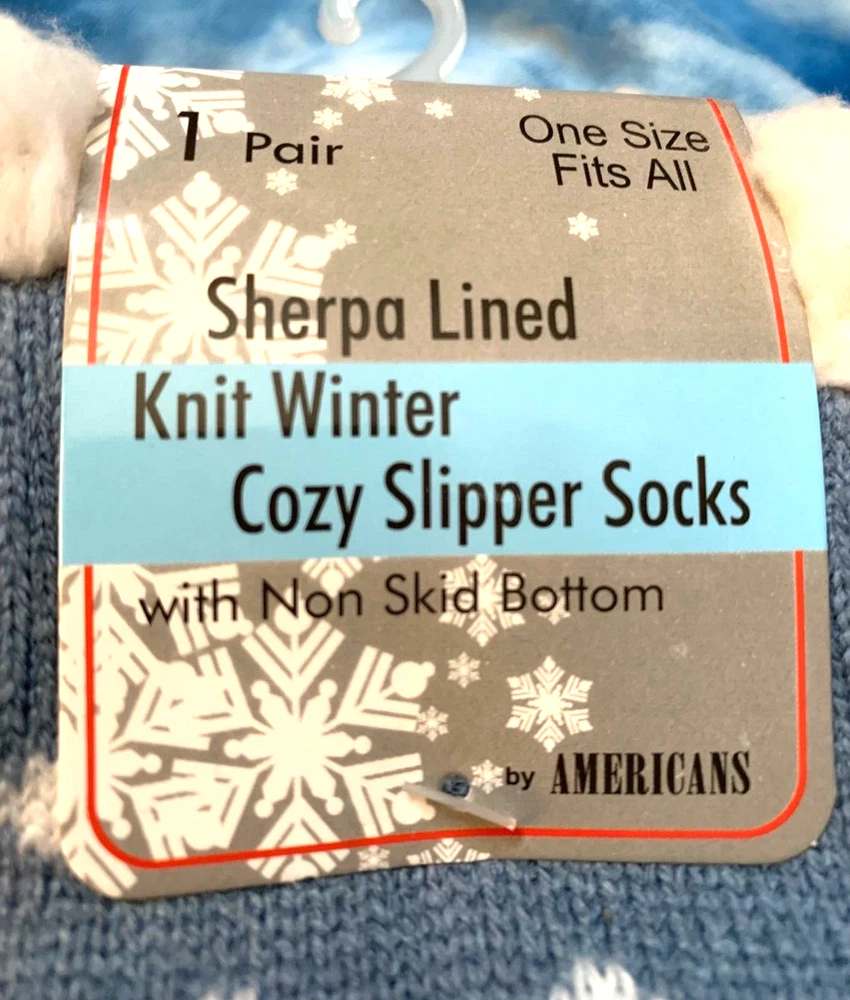 1 Pair
One Size
Fits All
Sherpa Lined
Knit Winter
Cozy Slipper Socks
with Non Skid Bottom
by AMERICANS